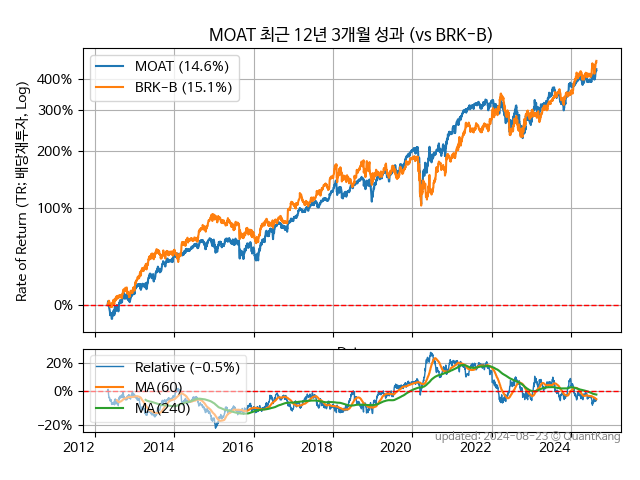 MOAT 최근 12년 3개월 성과 (vs BRK-B)
Rate of Return (TR: 배당재투자, Log)
MOAT (14.6%)
BRK-B (15.1%)
400%
300%
200%
100%
0%
20%
0%
−20%
Relative (−0.5%)
MA(60)
MA(240)
2012 2014 2016 2018 2020 2022 2024
updated: 2024-08-23 © QuantKang